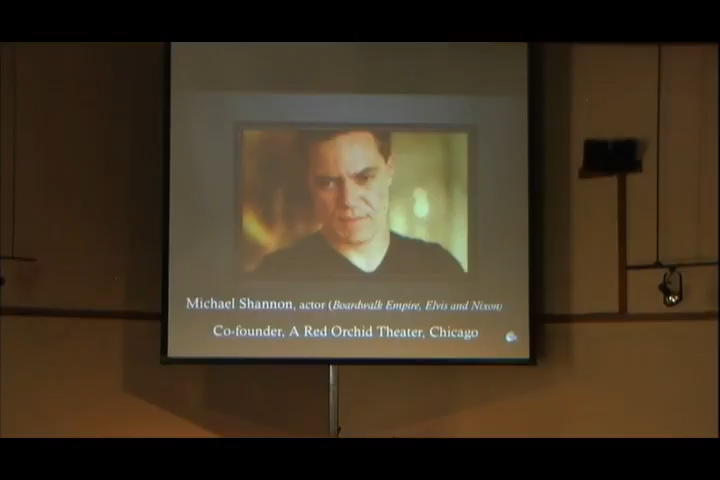 Michael Shannon, actor (Boardwalk Empire, Elvis and Nixon)
Co-founder, A Red Orchid Theater, Chicago